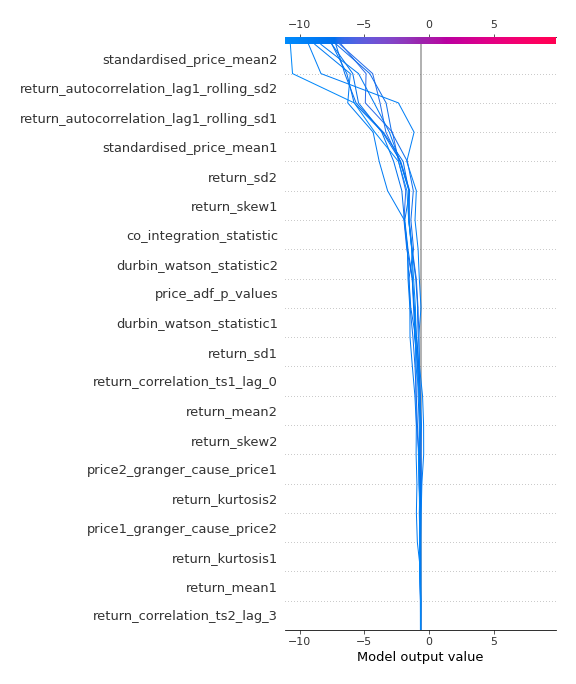 −10 −5 0 5
standardised_price_mean2
return_autocorrelation_lag1_rolling_sd2
return_autocorrelation_lag1_rolling_sd1
standardised_price_mean1
return_sd2
return_skew1
co_integration_statistic
durbin_watson_statistic2
price_adf_p_values
durbin_watson_statistic1
return_sd1
return_correlation_ts1_lag_0
return_mean2
return_skew2
price2_granger_cause_price1
return_kurtosis2
price1_granger_cause_price2
return_kurtosis1
return_mean1
return_correlation_ts2_lag_3
−10 −5 0 5
Model output value